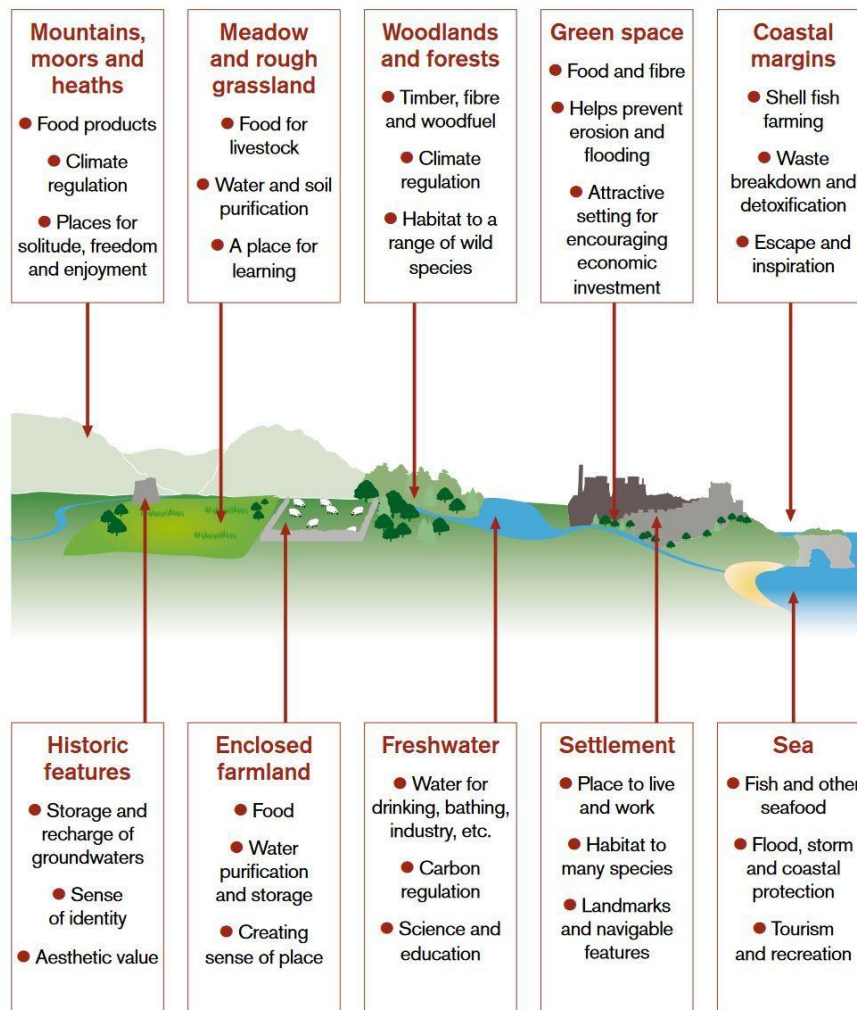 Mountains,
moors and
heaths
● Food products
● Climate
regulation
● Places for
solitude, freedom
and enjoyment
Meadow
and rough
grassland
● Food for
livestock
● Water and soil
purification
● A place for
learning
Woodlands
and forests
● Timber, fibre
and woodfuel
● Climate
regulation
● Habitat to a
range of wild
species
Green space
● Food and fibre
● Helps prevent
erosion and
flooding
● Attractive
setting for
encouraging
economic
investment
Coastal
margins
● Shell fish
farming
● Waste
breakdown and
detoxification
● Escape and
inspiration
Historic
features
● Storage and
recharge of
groundwaters
● Sense
of identity
● Aesthetic value
Enclosed
farmland
● Food
● Water
purification
and storage
● Creating
sense of place
Freshwater
● Water for
drinking, bathing,
industry, etc.
● Carbon
regulation
● Science and
education
Settlement
● Place to live
and work
● Habitat to
many species
● Landmarks
and navigable
features
Sea
● Fish and other
seafood
● Flood, storm
and coastal
protection
● Tourism
and recreation